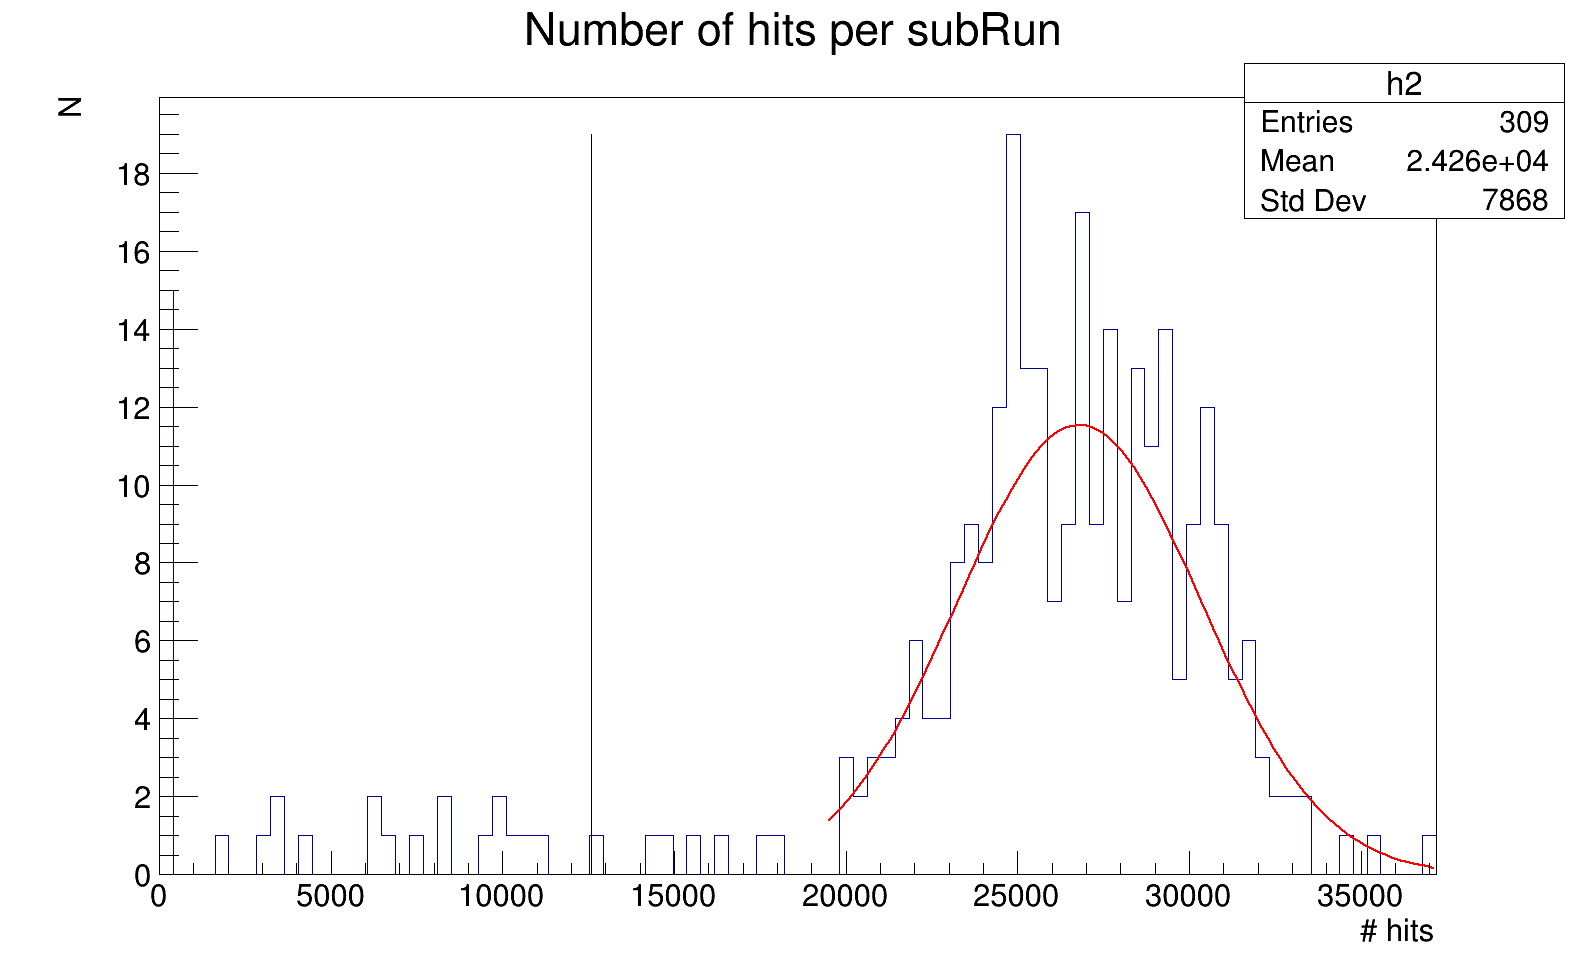 Number of hits per subRun
h2
Entries 309
Mean 2.426e+04
Std Dev 7868
N
18
16
14
12
10
8
6
4
2
0
0 5000 10000 15000 20000 25000 30000 35000
# hits